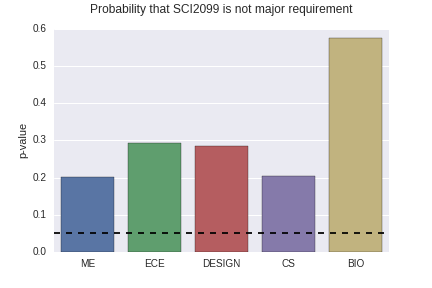 Probability that SCI2099 is not major requirement
0.6
0.5
0.4
0.3
0.2
0.1
0.0
p-value
ME ECE DESIGN CS BIO